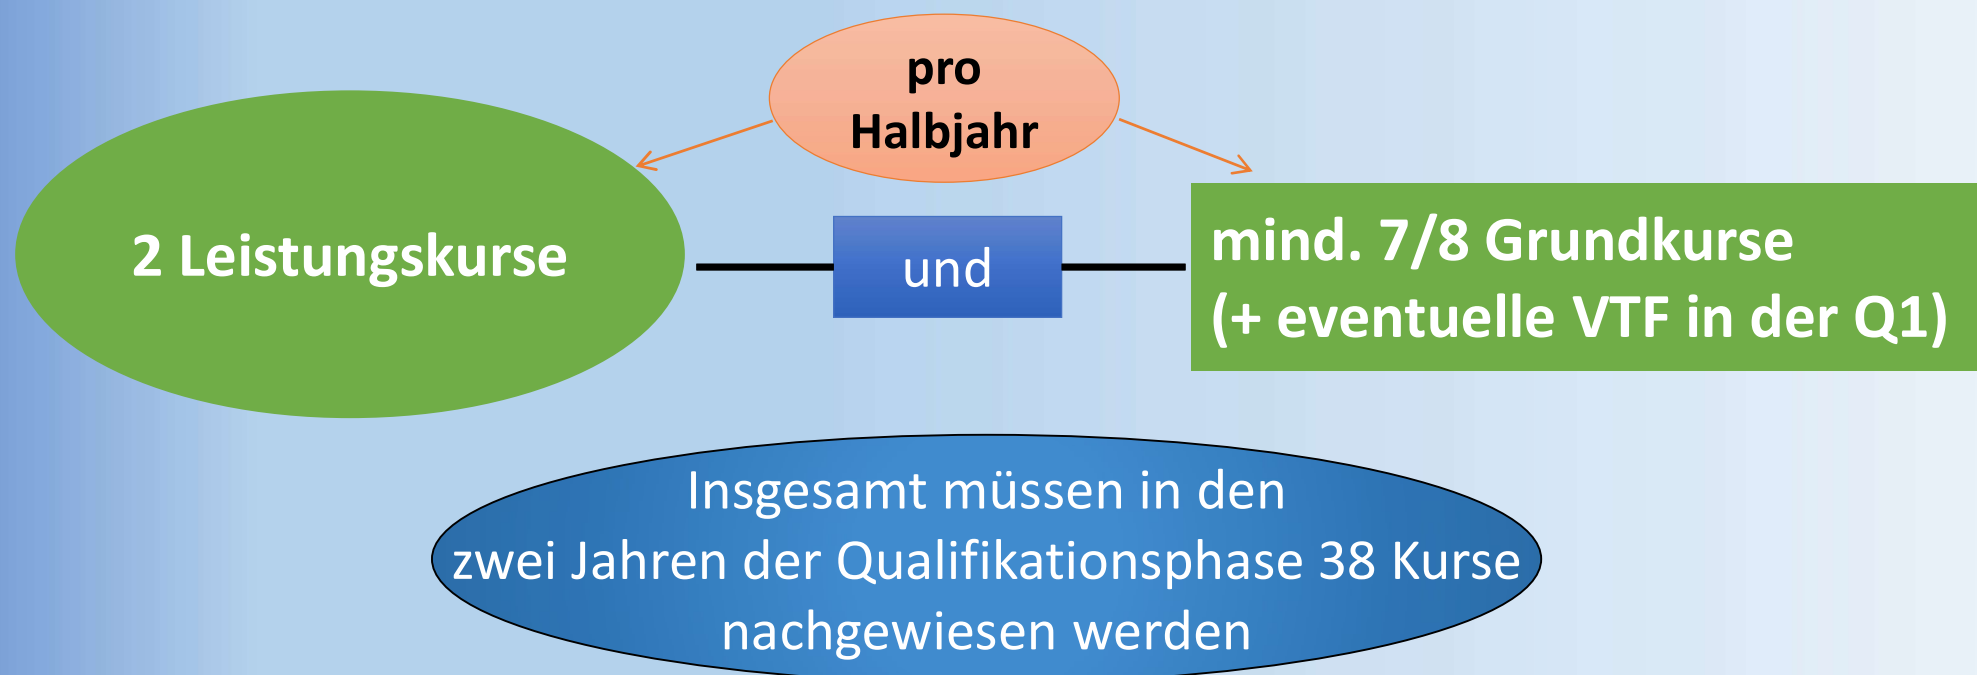 pro
Halbjahr
2 Leistungskurse
und
mind. 7/8 Grundkurse
(+ eventuelle VTF in der Q1)
Insgesamt müssen in den
zwei Jahren der Qualifikationsphase 38 Kurse
nachgewiesen werden